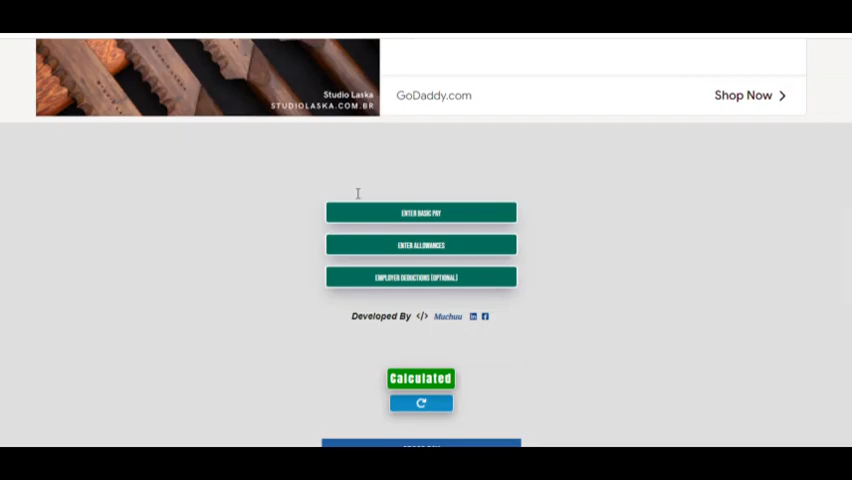 Studio Laska
STUDIOLASKA.COM.BR
GoDaddy.com
Shop Now
ENTER BASIC PAY
ENTER ALLOWANCES
EMPLOYER DEDUCTIONS (OPTIONAL)
Developed By </> Muchuu
Calculated